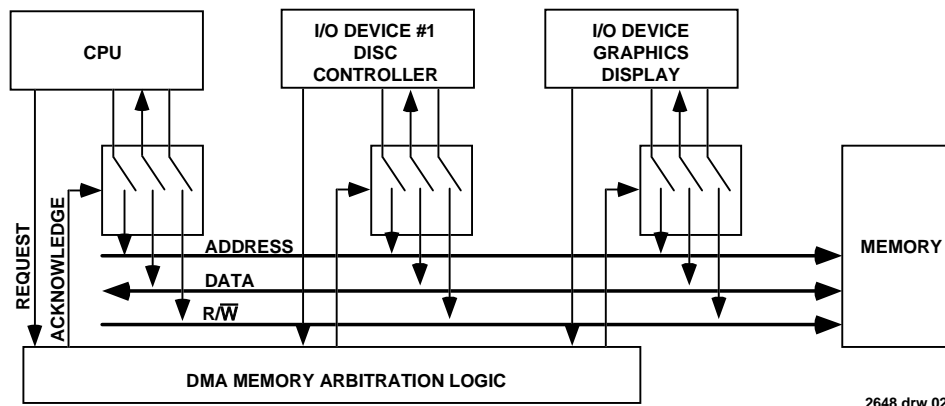 CPU
I/O DEVICE #1
DISC
CONTROLLER
I/O DEVICE
GRAPHICS
DISPLAY
REQUEST
ACKNOWLEDGE
ADDRESS
DATA
R/W̅
MEMORY
DMA MEMORY ARBITRATION LOGIC
2648 drw 02